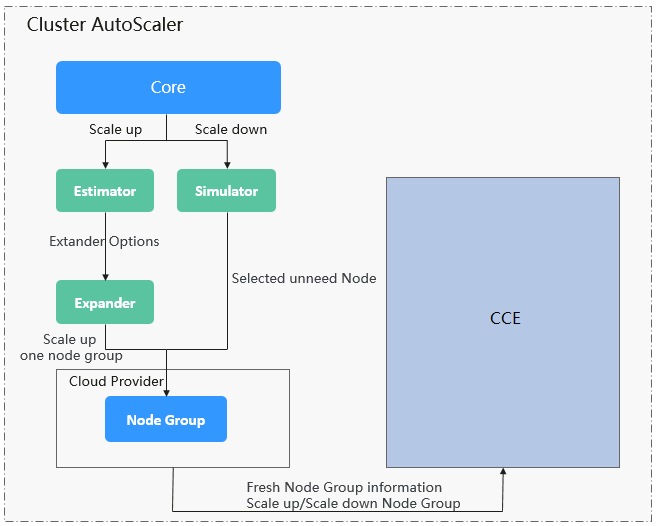 Cluster AutoScaler
Core
Scale up
Scale down
Estimator
Simulator
Extander Options
Selected unneed Node
Expander
CCE
Scale up
one node group
Cloud Provider
Node Group
Fresh Node Group information
Scale up/Scale down Node Group